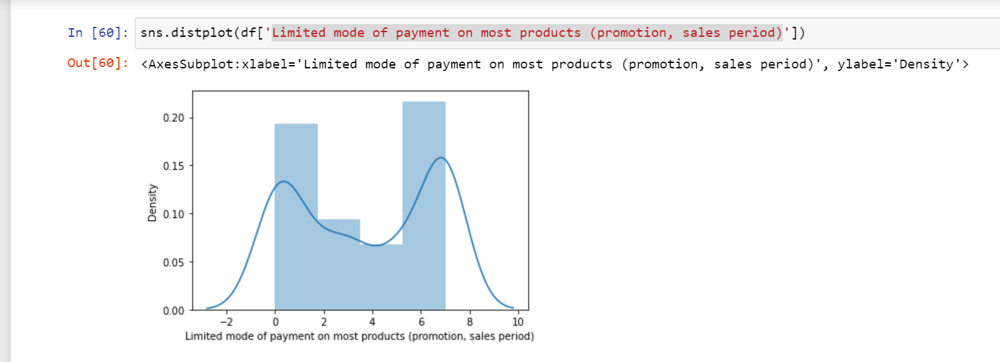 In [60]: sns.distplot(df['Limited mode of payment on most products (promotion, sales period)'])
Out[60]: <AxesSubplot:xlabel='Limited mode of payment on most products (promotion, sales period)', ylabel='Density'>
0.20
0.15
0.10
0.05
0.00
Density
−2 0 2 4 6 8 10
Limited mode of payment on most products (promotion, sales period)